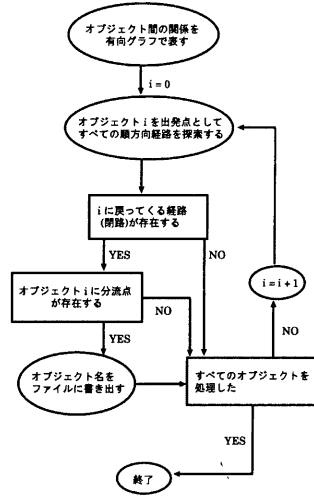 オブジェクト間の関係を
有向グラフで表す
i=0
オブジェクトiを出発点として
すべての順方向経路を探索する
iに戻ってくる経路
(閉路)が存在する
YES
NO
i=i+1
オブジェクトiに分流点
が存在する
NO
YES
NO
オブジェクト名を
ファイルに書き出す
すべてのオブジェクトを
処理した
YES
終了